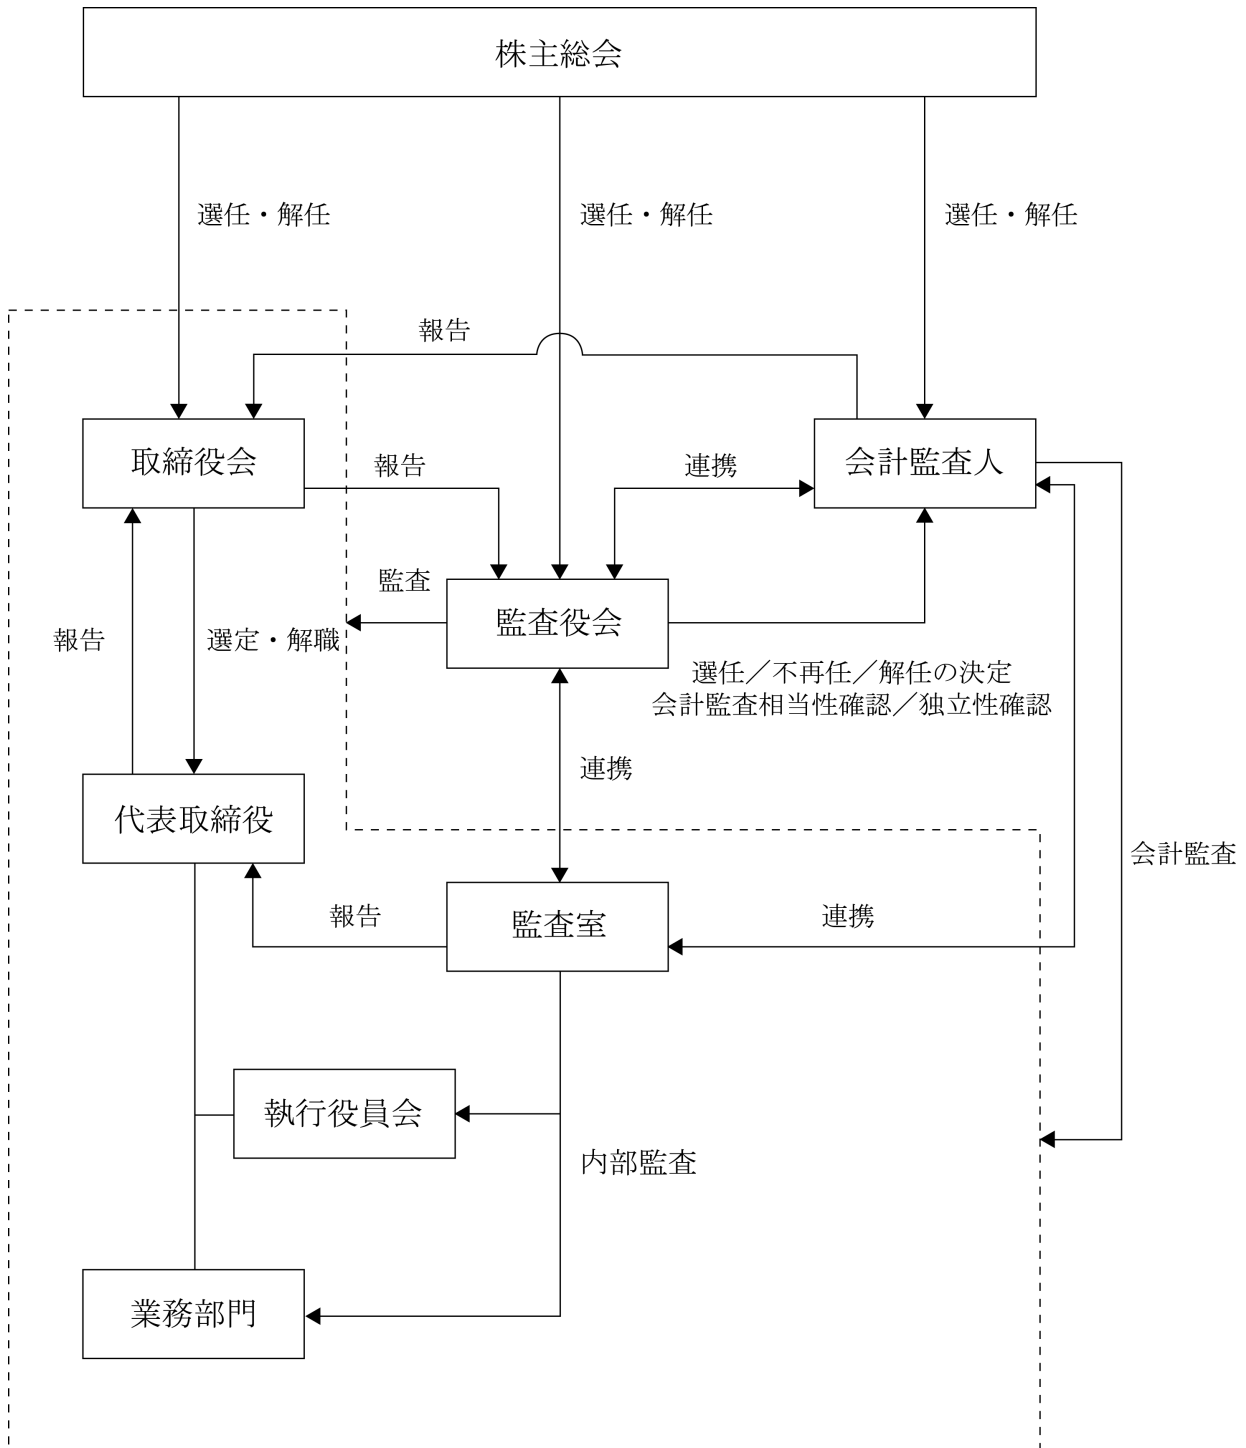 株主総会
選任・解任
選任・解任
選任・解任
報告
取締役会
報告
連携
会計監査人
監査
監査役会
報告
選定・解職
選任／不再任／解任の決定
会計監査相当性確認／独立性確認
連携
代表取締役
会計監査
報告
監査室
連携
執行役員会
内部監査
業務部門